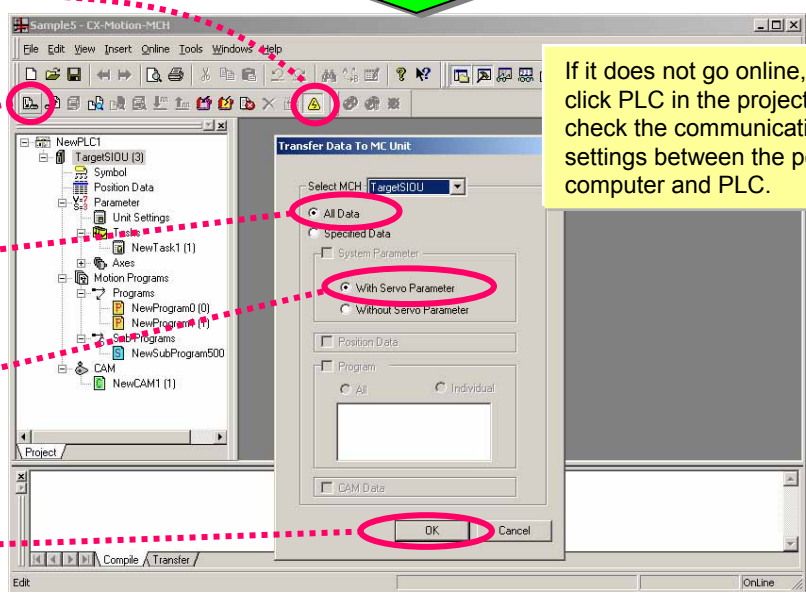 Sample5 - CX-Motion-MCH
File Edit View Insert Online Tools Windows Help
If it does not go online,
click PLC in the project
check the communicati
settings between the pe
computer and PLC.
NewPLC1
TargetSIOU (3)
Symbol
Position Data
Parameter
Unit Settings
Tasks
NewTask1 (1)
Axes
Motion Programs
Programs
NewProgram0 (0)
NewProgram1 (1)
Sub Programs
NewSubProgram500
CAM
NewCAM1 (1)
Project
Transfer Data To MC Unit
Select MCH TargetSIOU
All Data
Specified Data
System Parameter
With Servo Parameter
Without Servo Parameter
Position Data
Program
All Individual
CAM Data
OK Cancel
Compile Transfer
Edit OnLine